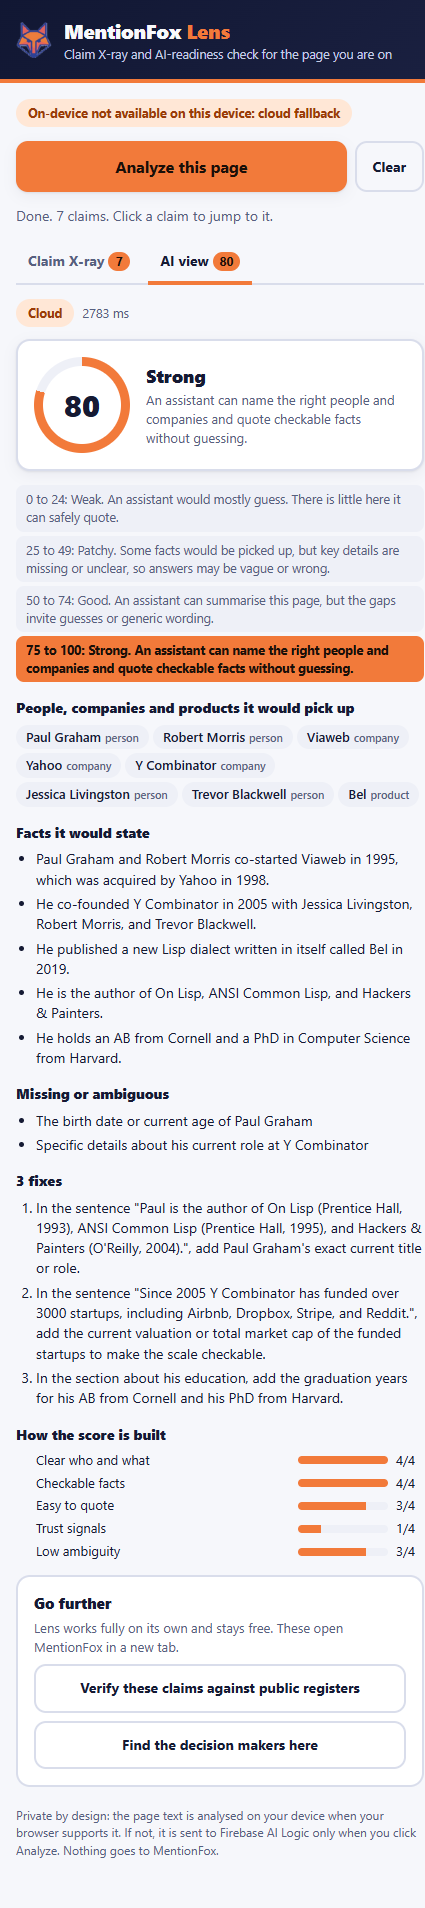 MentionFox Lens
Claim X-ray and AI-readiness check for the page you are on
On-device not available on this device: cloud fallback
Analyze this page
Clear
Done. 7 claims. Click a claim to jump to it.
Claim X-ray 7
AI view 80
Cloud 2783 ms
80
Strong
An assistant can name the right people and
companies and quote checkable facts
without guessing.
0 to 24: Weak. An assistant would mostly guess. There is little here it
can safely quote.
25 to 49: Patchy. Some facts would be picked up, but key details are
missing or unclear, so answers may be vague or wrong.
50 to 74: Good. An assistant can summarise this page, but the gaps
invite guesses or generic wording.
75 to 100: Strong. An assistant can name the right people and
companies and quote checkable facts without guessing.
People, companies and products it would pick up
Paul Graham person Robert Morris person Viaweb company
Yahoo company Y Combinator company
Jessica Livingston person Trevor Blackwell person Bel product
Facts it would state
• Paul Graham and Robert Morris co-started Viaweb in 1995,
which was acquired by Yahoo in 1998.
• He co-founded Y Combinator in 2005 with Jessica Livingston,
Robert Morris, and Trevor Blackwell.
• He published a new Lisp dialect written in itself called Bel in
2019.
• He is the author of On Lisp, ANSI Common Lisp, and Hackers
& Painters.
• He holds an AB from Cornell and a PhD in Computer Science
from Harvard.
Missing or ambiguous
• The birth date or current age of Paul Graham
• Specific details about his current role at Y Combinator
3 fixes
1. In the sentence "Paul is the author of On Lisp (Prentice Hall,
1993), ANSI Common Lisp (Prentice Hall, 1995), and Hackers &
Painters (O'Reilly, 2004).", add Paul Graham's exact current title
or role.
2. In the sentence "Since 2005 Y Combinator has funded over
3000 startups, including Airbnb, Dropbox, Stripe, and Reddit.",
add the current valuation or total market cap of the funded
startups to make the scale checkable.
3. In the section about his education, add the graduation years
for his AB from Cornell and his PhD from Harvard.
How the score is built
Clear who and what 4/4
Checkable facts 4/4
Easy to quote 3/4
Trust signals 1/4
Low ambiguity 3/4
Go further
Lens works fully on its own and stays free. These open
MentionFox in a new tab.
Verify these claims against public registers
Find the decision makers here
Private by design: the page text is analysed on your device when your
browser supports it. If not, it is sent to Firebase AI Logic only when you click
Analyze. Nothing goes to MentionFox.